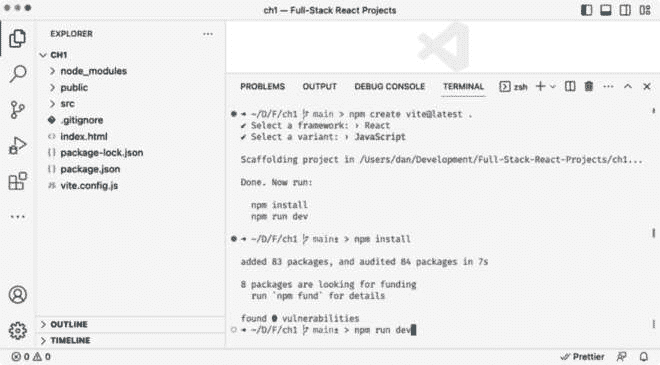 ch1 — Full-Stack React Projects
EXPLORER
CH1
node_modules
public
src
.gitignore
index.html
package-lock.json
package.json
vite.config.js
OUTLINE
TIMELINE
PROBLEMS OUTPUT DEBUG CONSOLE TERMINAL zsh
~/D/F/ch1 main > npm create vite@latest .
✔ Select a framework: › React
✔ Select a variant: › JavaScript
Scaffolding project in /Users/dan/Development/Full-Stack-React-Projects/ch1...
Done. Now run:
npm install
npm run dev
~/D/F/ch1 main± > npm install
added 83 packages, and audited 84 packages in 7s
8 packages are looking for funding
run `npm fund` for details
found 0 vulnerabilities
~/D/F/ch1 main± > npm run dev
0 0 Prettier